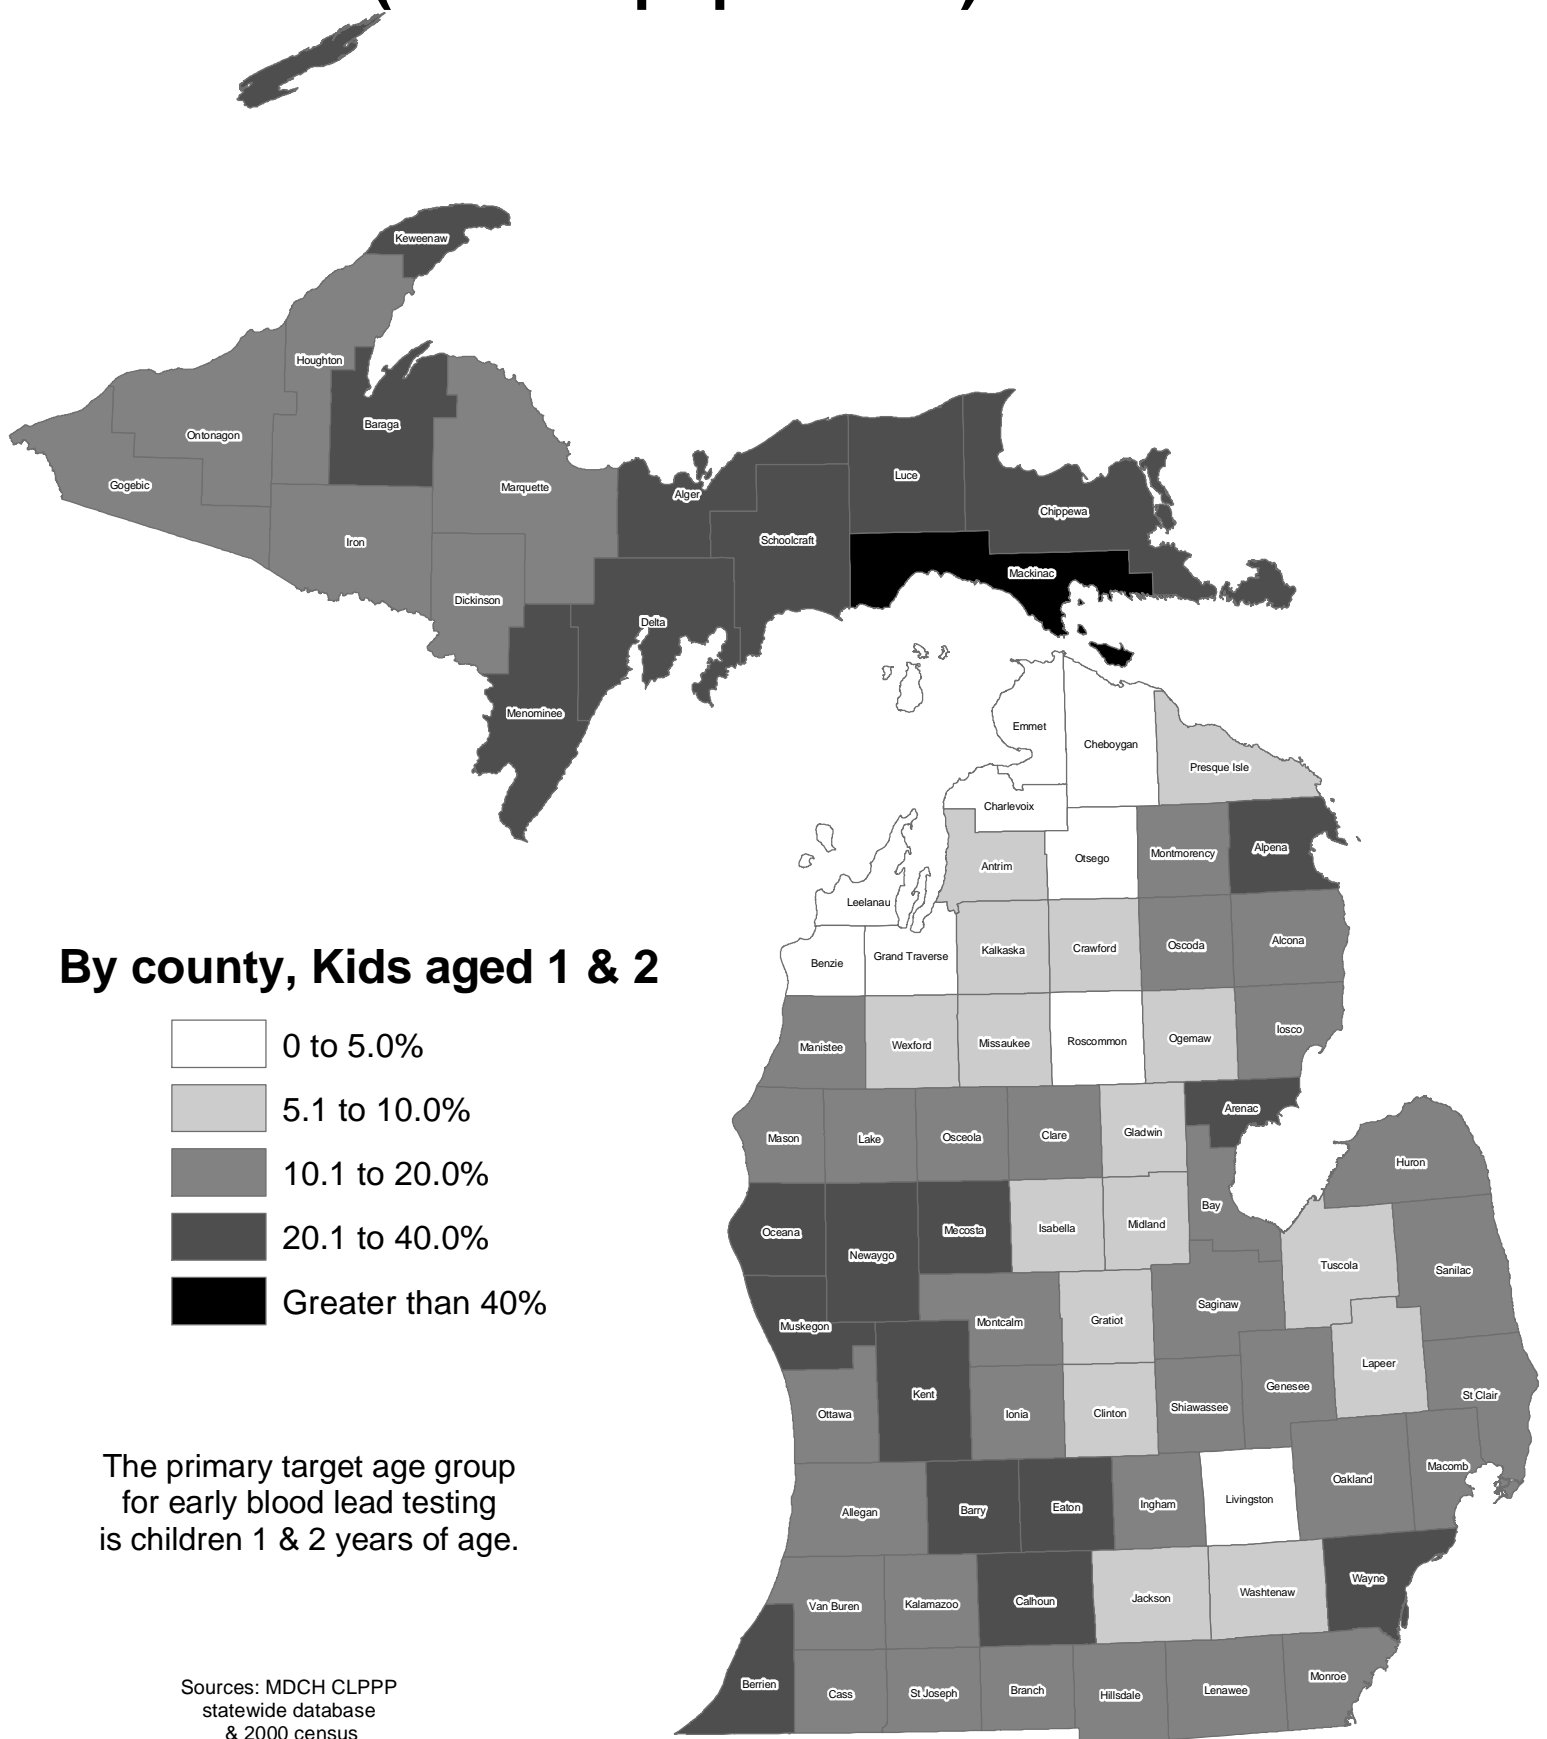 Keweenaw
Houghton
Baraga
Ontonagon
Gogebic
Marquette
Iron
Dickinson
Menominee
Delta
Alger
Schoolcraft
Luce
Chippewa
Mackinac
Emmet
Cheboygan
Presque Isle
Charlevoix
Antrim
Otsego
Montmorency
Alpena
Leelanau
Benzie
Grand Traverse
Kalkaska
Crawford
Oscoda
Alcona
Manistee
Wexford
Missaukee
Roscommon
Ogemaw
Iosco
Mason
Lake
Osceola
Clare
Gladwin
Arenac
Huron
Oceana
Newaygo
Mecosta
Isabella
Midland
Bay
Tuscola
Sanilac
Muskegon
Montcalm
Gratiot
Saginaw
Lapeer
Genesee
St Clair
Ottawa
Kent
Ionia
Clinton
Shiawassee
Allegan
Barry
Eaton
Ingham
Livingston
Oakland
Macomb
Van Buren
Kalamazoo
Calhoun
Jackson
Washtenaw
Wayne
Berrien
Cass
St Joseph
Branch
Hillsdale
Lenawee
Monroe
By county, Kids aged 1 & 2
0 to 5.0%
5.1 to 10.0%
10.1 to 20.0%
20.1 to 40.0%
Greater than 40%
The primary target age group
for early blood lead testing
is children 1 & 2 years of age.
Sources: MDCH CLPPP
statewide database
& 2000 census